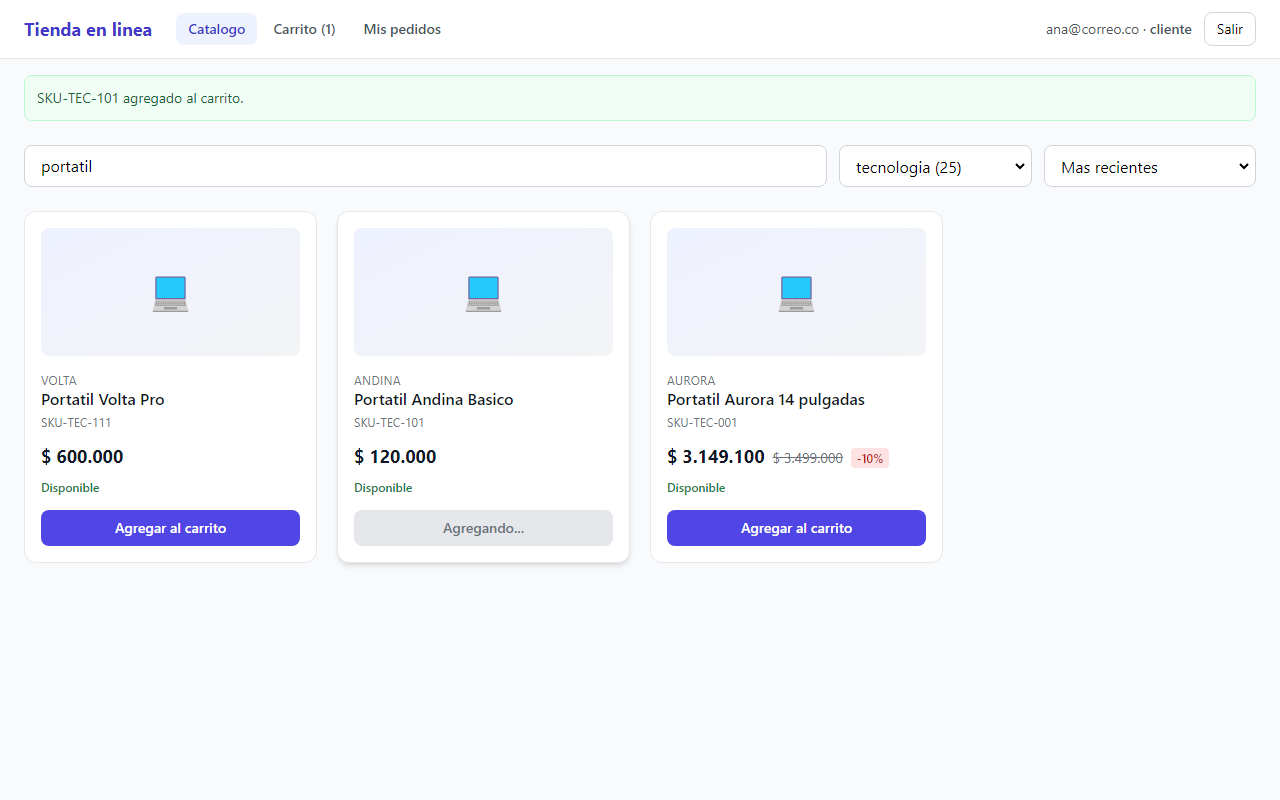 Tienda en linea
Catalogo
Carrito (1)
Mis pedidos
ana@correo.co · cliente
Salir
SKU-TEC-101 agregado al carrito.
portatil
tecnologia (25)
Mas recientes
VOLTA
Portatil Volta Pro
SKU-TEC-111
$ 600.000
Disponible
Agregar al carrito
ANDINA
Portatil Andina Basico
SKU-TEC-101
$ 120.000
Disponible
Agregando...
AURORA
Portatil Aurora 14 pulgadas
SKU-TEC-001
$ 3.149.100 $ 3.499.000 -10%
Disponible
Agregar al carrito